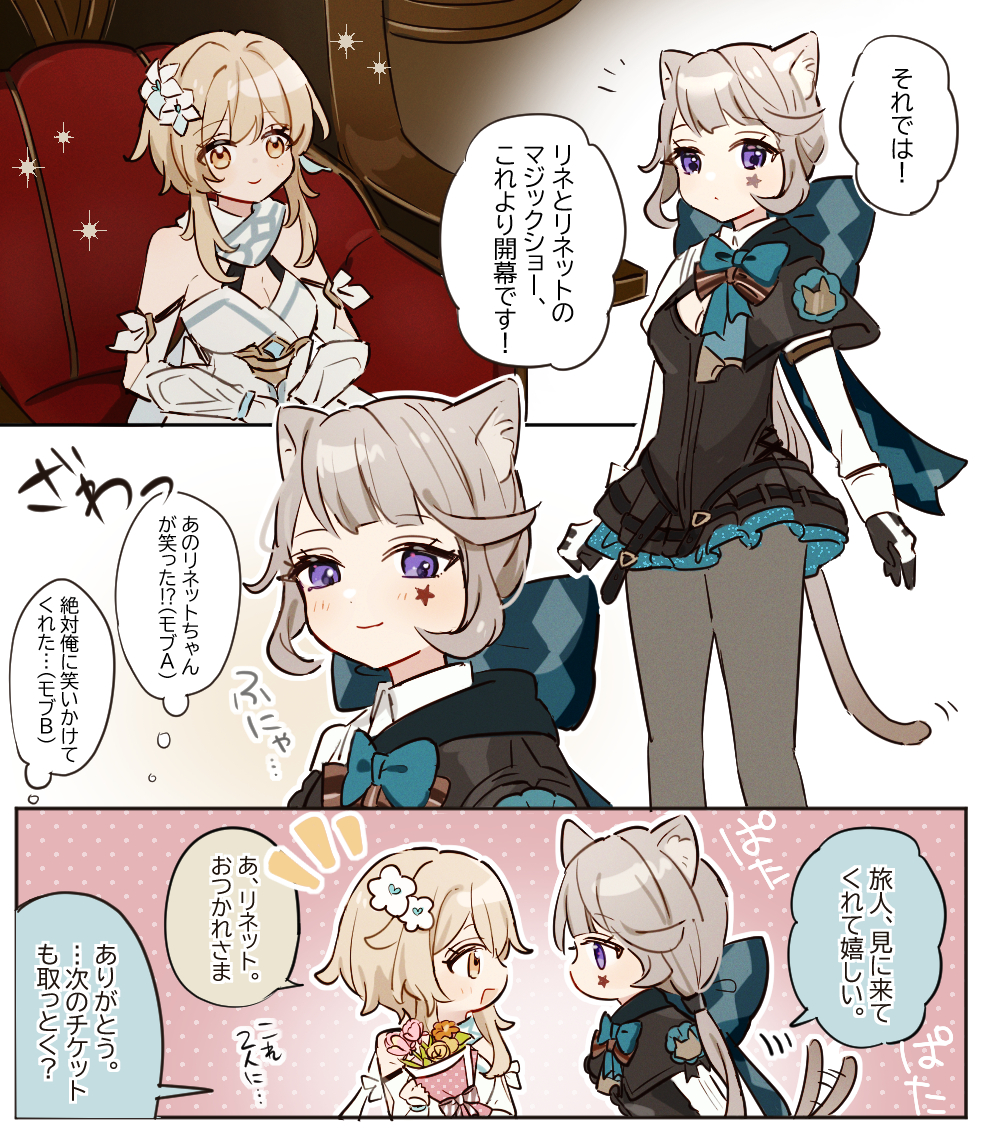 それでは！
リネとリネットの
マジックショー、
これより開幕です！
ざわっ
あのリネットちゃん
が笑った!?(モブA)
絶対俺に笑いかけて
くれた…(モブB)
ふにゃ…
旅人、見に来て
くれて嬉しい。
ぱた
ぱた
あ、リネット。
おつかれさま
これ
2人に…
ありがとう。
…次のチケット
も取っとく？